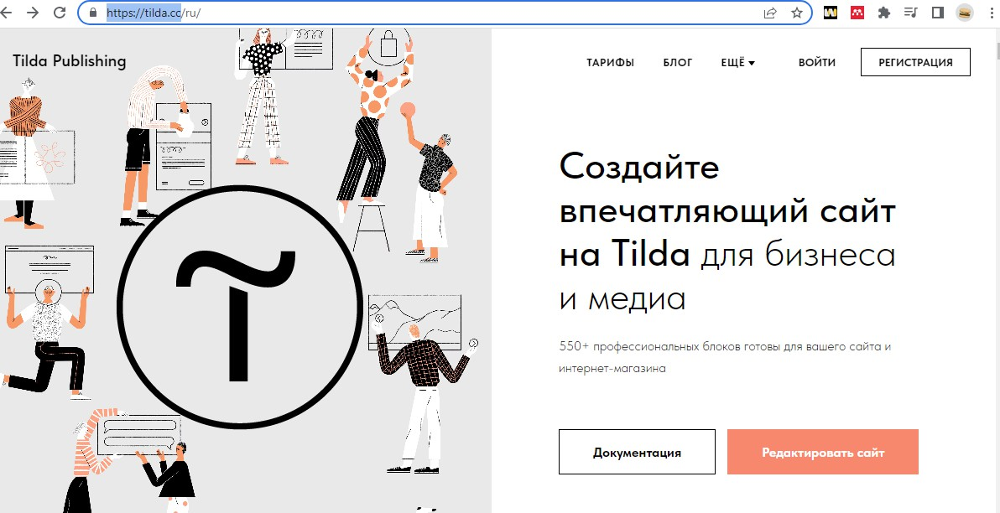 https://tilda.cc/ru/
Tilda Publishing
ТАРИФЫ
БЛОГ
ЕЩЁ
ВОЙТИ
РЕГИСТРАЦИЯ
Создайте
впечатляющий сайт
на Tilda для бизнеса
и медиа
550+ профессиональных блоков готовы для вашего сайта и
интернет-магазина
Документация
Редактировать сайт